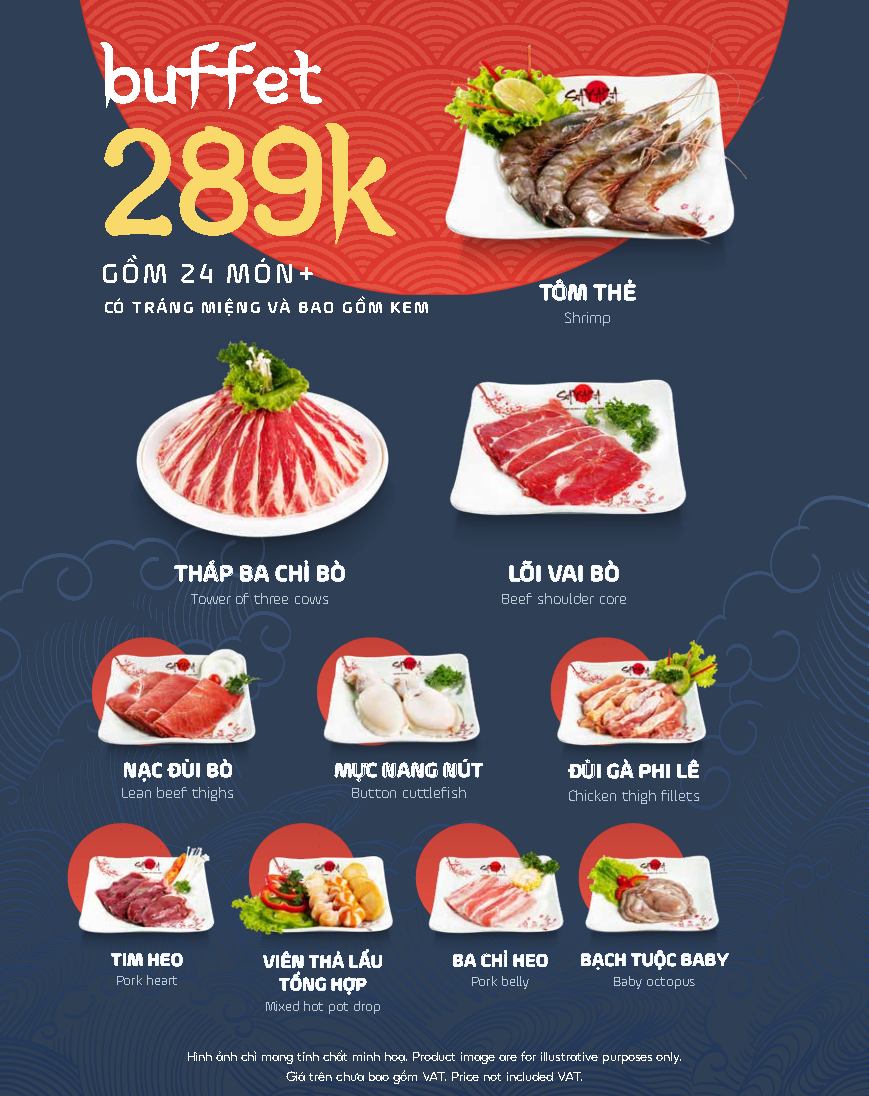 buffet
289k
GỒM 24 MÓN+
CÓ TRÁNG MIỆNG VÀ BAO GỒM KEM
TÔM THẺ
Shrimp
THÁP BA CHỈ BÒ
Tower of three cows
LÕI VAI BÒ
Beef shoulder core
NẠC ĐÙI BÒ
Lean beef thighs
MỰC NANG NÚT
Button cuttlefish
ĐÙI GÀ PHI LÊ
Chicken thigh fillets
TIM HEO
Pork heart
VIÊN THẢ LẨU
TỔNG HỢP
Mixed hot pot drop
BA CHỈ HEO
Pork belly
BẠCH TUỘC BABY
Baby octopus
Hình ảnh chỉ mang tính chất minh hoạ. Product image are for illustrative purposes only.
Giá trên chưa bao gồm VAT. Price not included VAT.